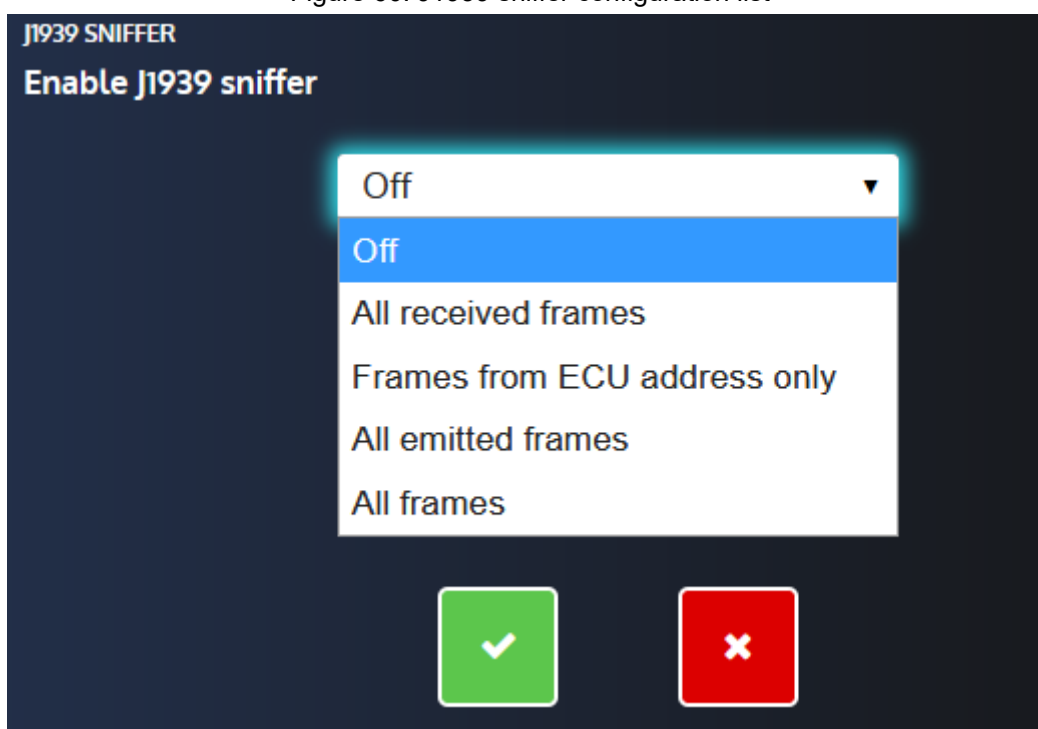 J1939 SNIFFER
Enable J1939 sniffer
Off
Off
All received frames
Frames from ECU address only
All emitted frames
All frames